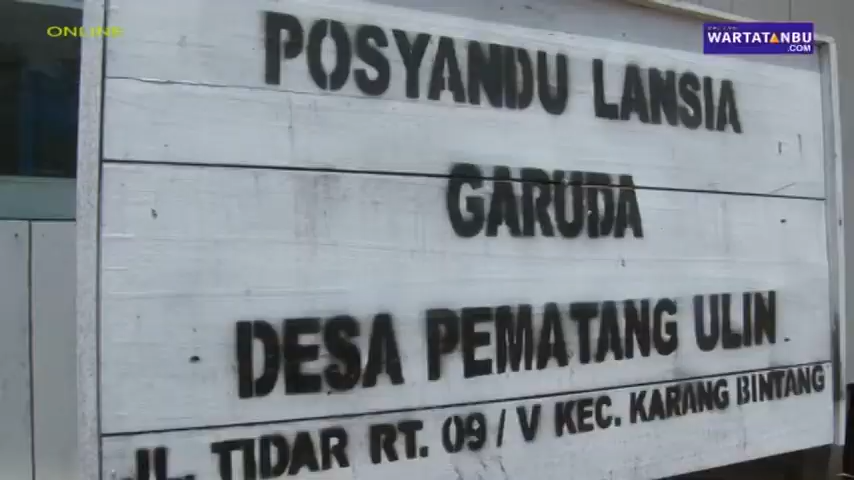 ONLINE
WARTATANBU
.COM
POSYANDU LANSIA
GARUDA
DESA PEMATANG ULIN
JL. TIDAR RT. 09 / V KEC. KARANG BINTANG